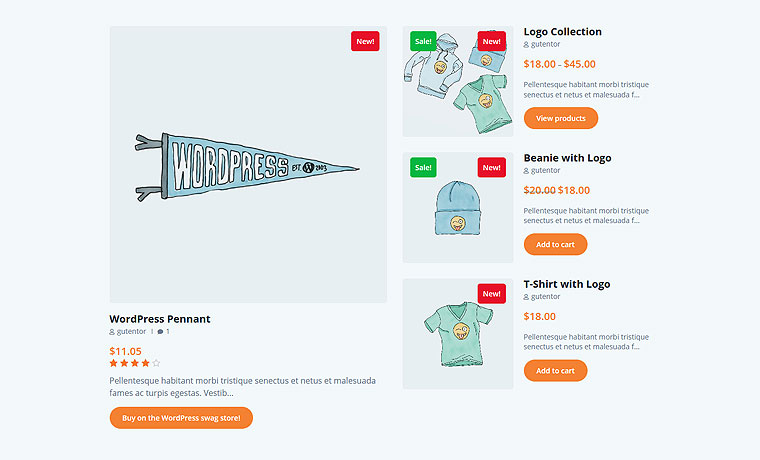 New!
WORDPRESS EST. 2003
WordPress Pennant
gutentor | 1
$11.05
Pellentesque habitant morbi tristique senectus et netus et malesuada
fames ac turpis egestas. Vestib...
Buy on the WordPress swag store!
Sale! New!
Logo Collection
gutentor
$18.00 - $45.00
Pellentesque habitant morbi tristique
senectus et netus et malesuada f...
View products
Sale! New!
Beanie with Logo
gutentor
$20.00 $18.00
Pellentesque habitant morbi tristique
senectus et netus et malesuada f...
Add to cart
New!
T-Shirt with Logo
gutentor
$18.00
Pellentesque habitant morbi tristique
senectus et netus et malesuada f...
Add to cart